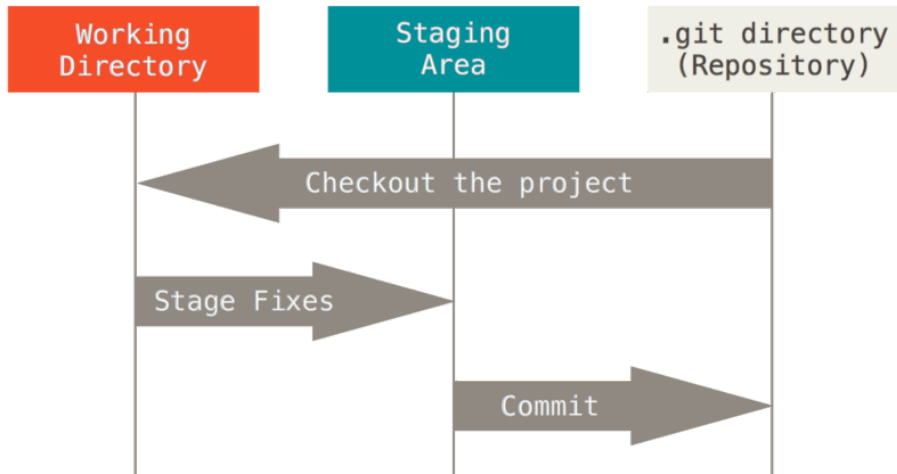 Working
Directory
Staging
Area
.git directory
(Repository)
Checkout the project
Stage Fixes
Commit